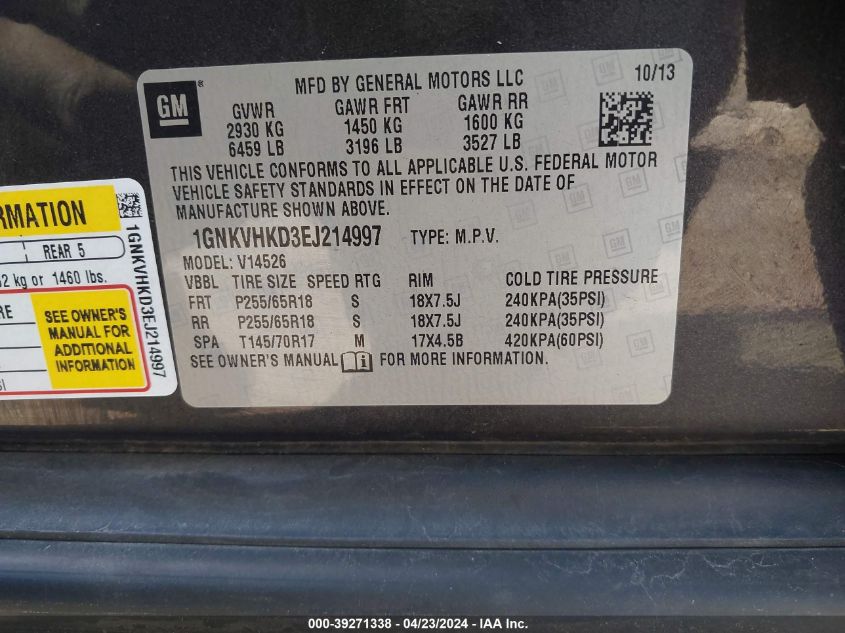 GM ®
MFD BY GENERAL MOTORS LLC 10/13
GVWR GAWR FRT GAWR RR
2930 KG 1450 KG 1600 KG
6459 LB 3196 LB 3527 LB
THIS VEHICLE CONFORMS TO ALL APPLICABLE U.S. FEDERAL MOTOR
VEHICLE SAFETY STANDARDS IN EFFECT ON THE DATE OF
MANUFACTURE SHOWN ABOVE.
1GNKVHKD3EJ214997 TYPE: M.P.V.
MODEL: V14526
VBBL TIRE SIZE SPEED RTG RIM COLD TIRE PRESSURE
FRT P255/65R18 S 18X7.5J 240KPA(35PSI)
RR P255/65R18 S 18X7.5J 240KPA(35PSI)
SPA T145/70R17 M 17X4.5B 420KPA(60PSI)
SEE OWNER'S MANUAL i FOR MORE INFORMATION.
REAR 5
kg or 1460 lbs.
SEE OWNER'S
MANUAL FOR
ADDITIONAL
INFORMATION
1GNKVHKD3EJ214997
000-39271338 - 04/23/2024 - IAA Inc.